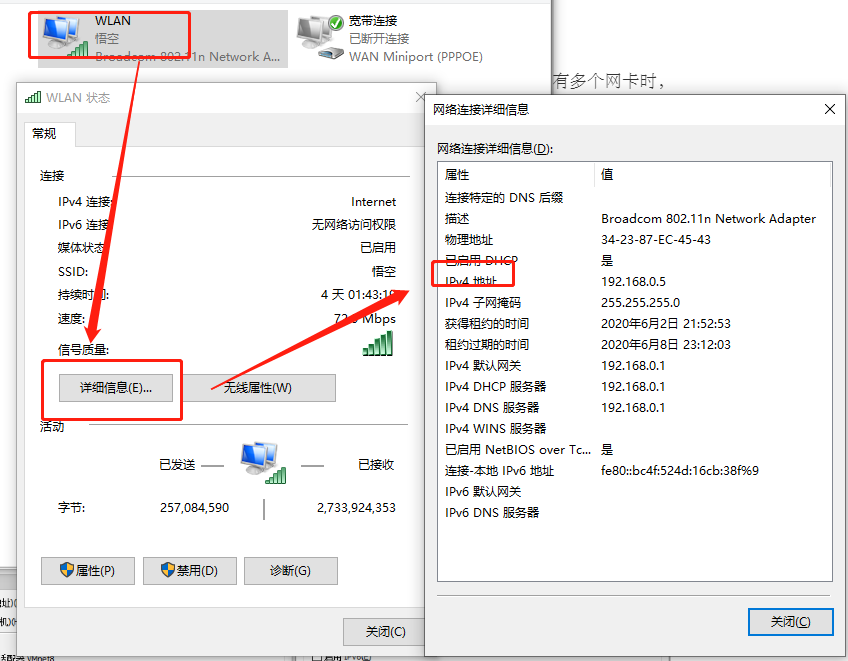 WLAN
悟空
Broadcom 802.11n Network A...
宽带连接
已断开连接
WAN Miniport (PPPOE)
有多个网卡时，
WLAN 状态
常规
连接
IPv4 连接: Internet
IPv6 连接: 无网络访问权限
媒体状态: 已启用
SSID: 悟空
持续时间: 4 天 01:43:19
速度: 72. Mbps
信号质量:
详细信息(E)...
无线属性(W)
活动
已发送
已接收
字节: 257,084,590 2,733,924,353
属性(P)
禁用(D)
诊断(G)
关闭(C)
网络连接详细信息
网络连接详细信息(D):
属性 值
连接特定的 DNS 后缀
描述 Broadcom 802.11n Network Adapter
物理地址 34-23-87-EC-45-43
已启用 DHCP 是
IPv4 地址 192.168.0.5
IPv4 子网掩码 255.255.255.0
获得租约的时间 2020年6月2日 21:52:53
租约过期的时间 2020年6月8日 23:12:03
IPv4 默认网关 192.168.0.1
IPv4 DHCP 服务器 192.168.0.1
IPv4 DNS 服务器 192.168.0.1
IPv4 WINS 服务器
已启用 NetBIOS over Tc... 是
连接-本地 IPv6 地址 fe80::bc4f:524d:16cb:38f%9
IPv6 默认网关
IPv6 DNS 服务器
关闭(C)